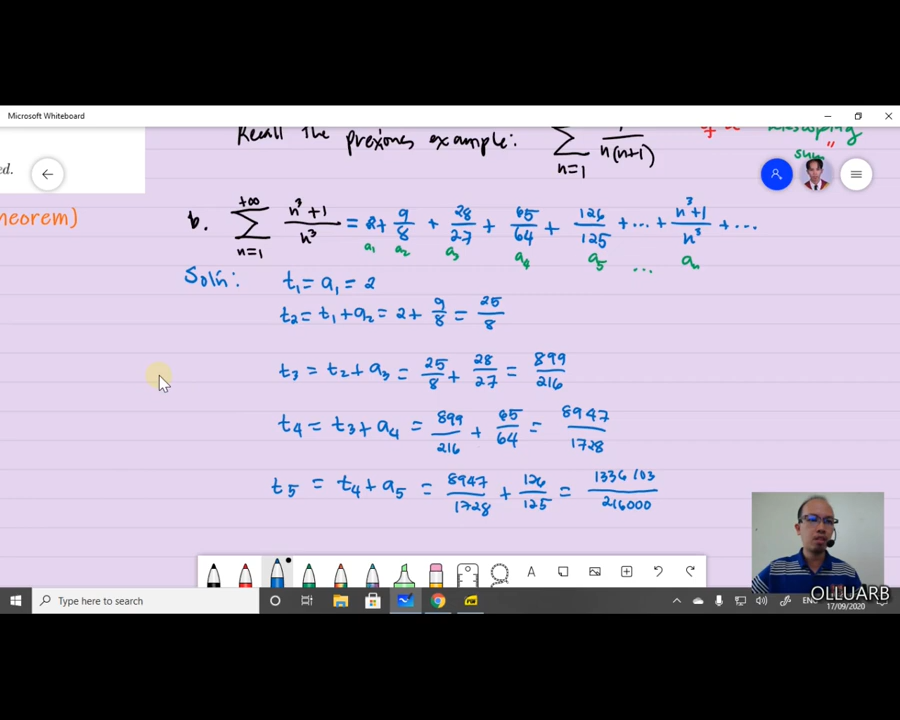 Microsoft Whiteboard
Recall the previous example: ∑ n=1 1/n(n+1)
sum"
ed.
heorem)
b. ∑ n=1 +∞ (n³+1)/n³ = 2 + 9/8 + 28/27 + 65/64 + 126/125 + ... + (n³+1)/n³ + ...
a₁ a₂ a₃ a₄ a₅ ... aₙ
Sol'n: t₁ = a₁ = 2
t₂ = t₁ + a₂ = 2 + 9/8 = 25/8
t₃ = t₂ + a₃ = 25/8 + 28/27 = 899/216
t₄ = t₃ + a₄ = 899/216 + 65/64 = 8947/1728
t₅ = t₄ + a₅ = 8947/1728 + 126/125 = 1336103/216000
A
Type here to search
OLLUARB
17/09/2020